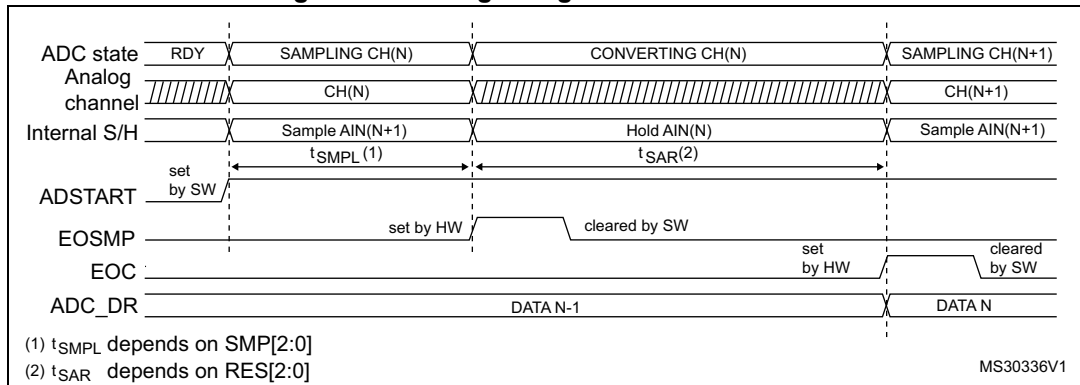 ADC state RDY SAMPLING CH(N) CONVERTING CH(N) SAMPLING CH(N+1)
Analog channel CH(N) CH(N+1)
Internal S/H Sample AIN(N+1) Hold AIN(N) Sample AIN(N+1)
tSMPL(1) tSAR(2)
ADSTART set by SW
EOSMP set by HW cleared by SW
EOC set by HW cleared by SW
ADC_DR DATA N-1 DATA N
(1) tSMPL depends on SMP[2:0]
(2) tSAR depends on RES[2:0]
MS30336V1